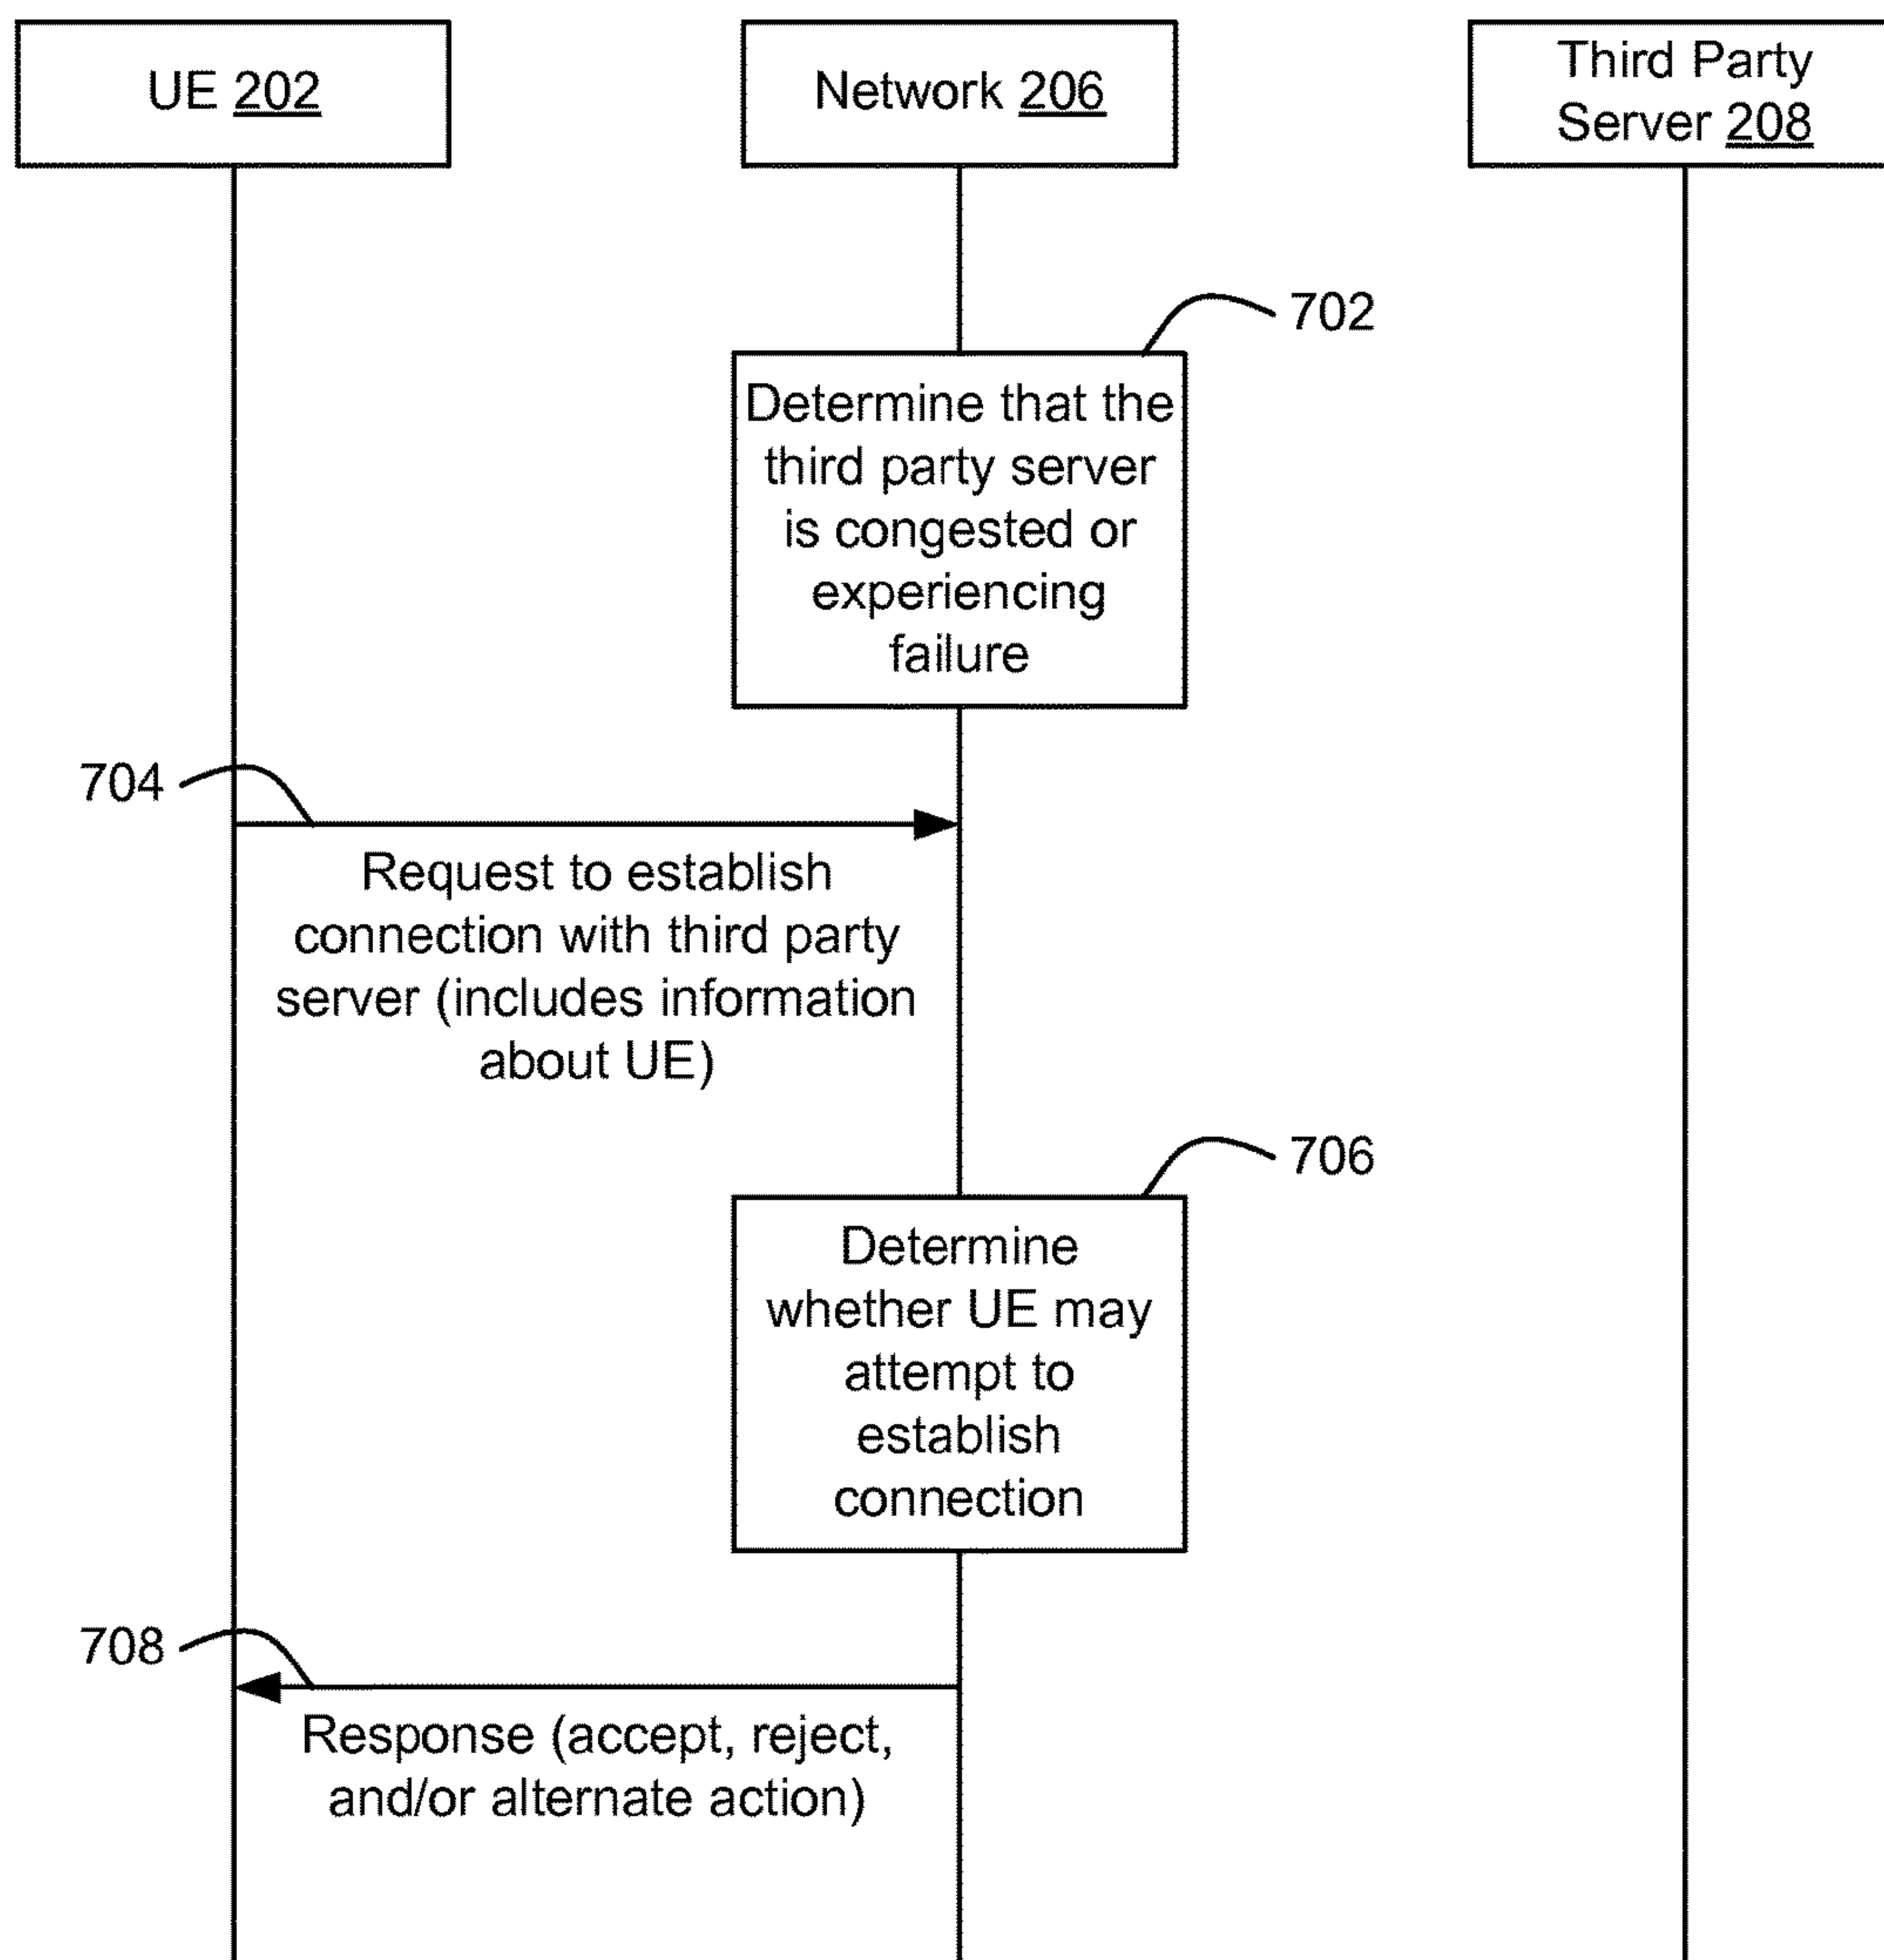 UE 202
Network 206
Third Party
Server 208
702
Determine that the
third party server
is congested or
experiencing
failure
704
Request to establish
connection with third party
server (includes information
about UE)
706
Determine
whether UE may
attempt to
establish
connection
708
Response (accept, reject,
and/or alternate action)